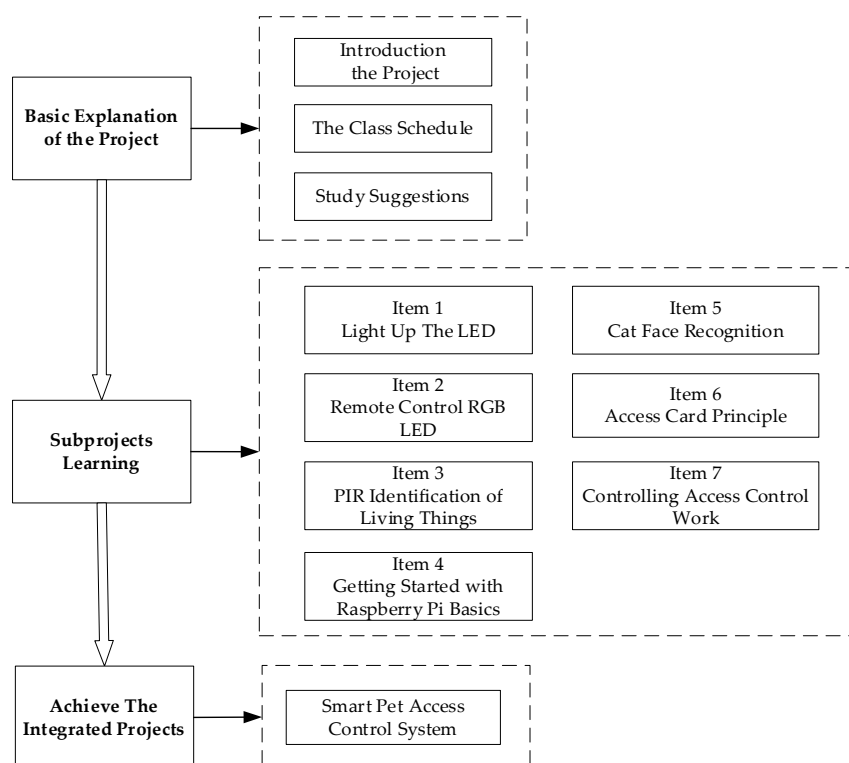 Basic Explanation
of the Project
Introduction
the Project
The Class Schedule
Study Suggestions
Subprojects
Learning
Item 1
Light Up The LED
Item 2
Remote Control RGB
LED
Item 3
PIR Identification of
Living Things
Item 4
Getting Started with
Raspberry Pi Basics
Item 5
Cat Face Recognition
Item 6
Access Card Principle
Item 7
Controlling Access Control
Work
Achieve The
Integrated Projects
Smart Pet Access
Control System